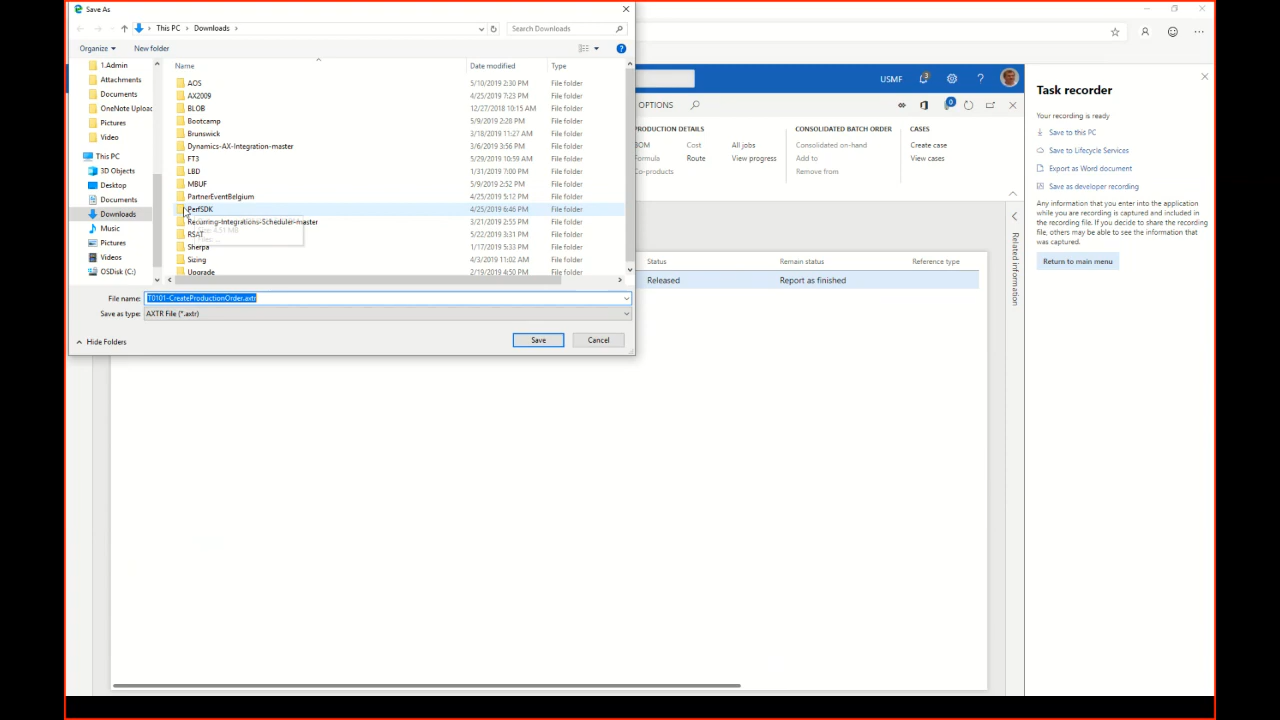 Save As
This PC
Downloads
Search Downloads
Organize
New folder
?
Name
Date modified
Type
1.Admin
Attachments
Documents
OneNote Upload
Pictures
Video
This PC
3D Objects
Desktop
Documents
Downloads
Music
Pictures
Videos
OSDisk (C:)
AOS 5/10/2019 2:30 PM File folder
AX2009 4/25/2019 7:23 PM File folder
BLOB 12/27/2018 10:15 AM File folder
Bootcamp 5/9/2019 2:28 PM File folder
Brunswick 3/18/2019 11:27 AM File folder
Dynamics-AX-Integration-master 3/6/2019 3:56 PM File folder
FT3 5/29/2019 10:59 AM File folder
LBD 1/31/2019 7:00 PM File folder
MBUF 5/9/2019 2:52 PM File folder
PartnerEventBelgium 4/25/2019 5:12 PM File folder
PerfSDK 4/25/2019 6:46 PM File folder
Recurring-Integrations-Scheduler-master 3/21/2019 2:55 PM File folder
RSAT 5/22/2019 3:31 PM File folder
Sherpa 1/17/2019 5:33 PM File folder
Sizing 4/3/2019 11:02 AM File folder
Upgrade 2/19/2019 4:50 PM File folder
File name: T0101-CreateProductionOrder.axtr
Save as type: AXTR File (*.axtr)
Hide Folders
Save
Cancel
USMF
3
?
OPTIONS
0
RODUCTION DETAILS
BOM Cost All jobs
Formula Route View progress
Co-products
CONSOLIDATED BATCH ORDER
Consolidated on-hand
Add to
Remove from
CASES
Create case
View cases
Status Remain status Reference type
Released Report as finished
Related information
Task recorder
Your recording is ready
Save to this PC
Save to Lifecycle Services
Export as Word document
Save as developer recording
Any information that you enter into the application
while you are recording is captured and included in
the recording file. If you decide to share the recording
file, others may be able to see the information that
was captured.
Return to main menu